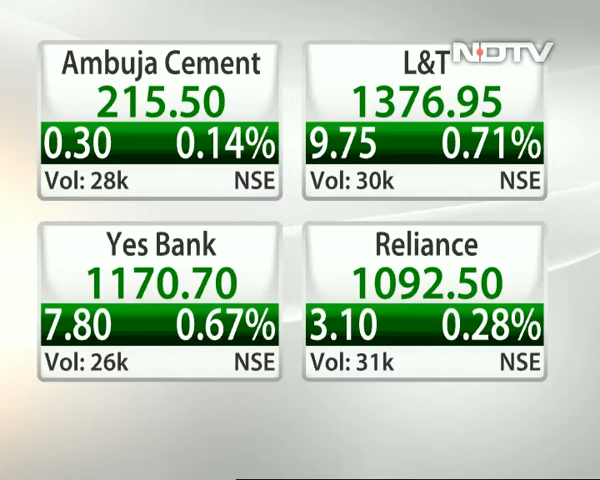 NDTV
Ambuja Cement
215.50
0.30 0.14%
Vol: 28k NSE
L&T
1376.95
9.75 0.71%
Vol: 30k NSE
Yes Bank
1170.70
7.80 0.67%
Vol: 26k NSE
Reliance
1092.50
3.10 0.28%
Vol: 31k NSE